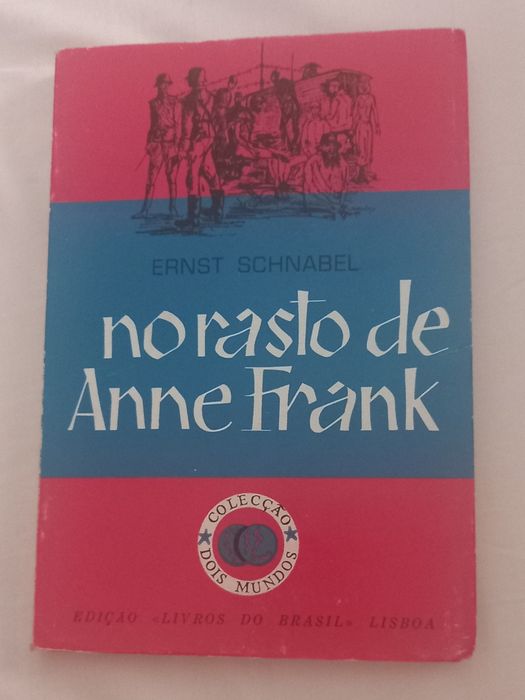 ERNST SCHNABEL
no rasto de
Anne Frank
COLECÇÃO
DOIS MUNDOS
EDIÇÃO «LIVROS DO BRASIL» LISBOA